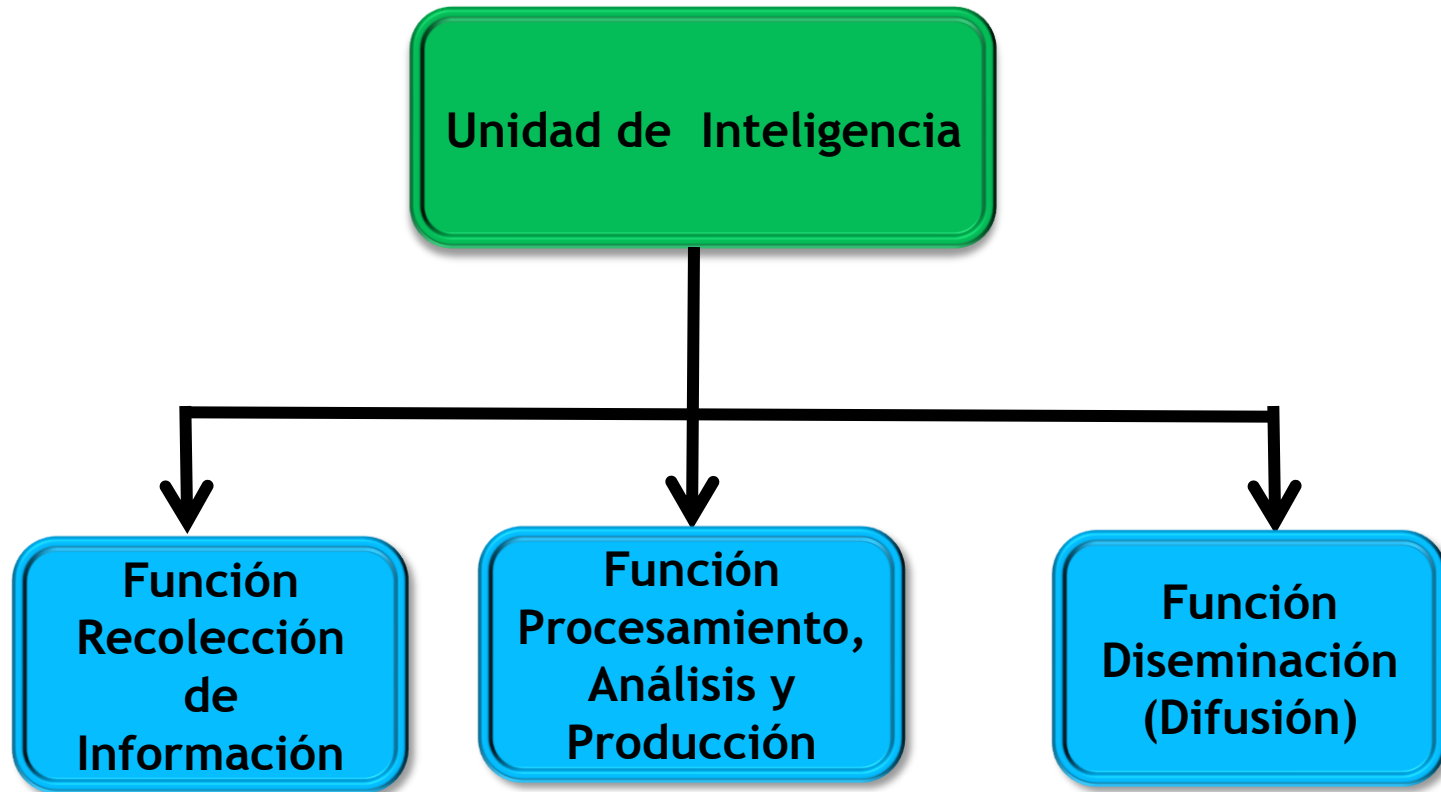 Unidad de  Inteligencia
Función
Recolección
de
Información
Función
Procesamiento,
Análisis y
Producción
Función
Diseminación
(Difusión)